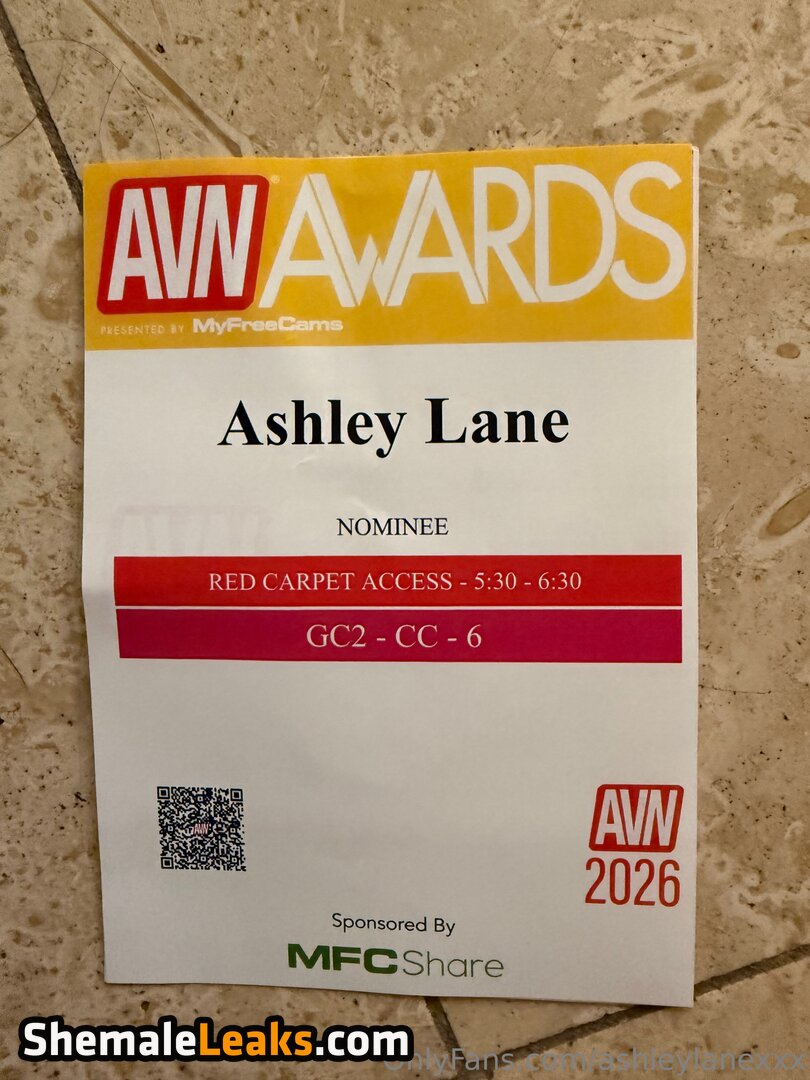 AVN® AWARDS
PRESENTED BY MyFreeCams
Ashley Lane
NOMINEE
RED CARPET ACCESS - 5:30 - 6:30
GC2 - CC - 6
AVN
AVN
2026
Sponsored By
MFCShare
ShemaleLeaks.com
OnlyFans.com/ashleylanexxx